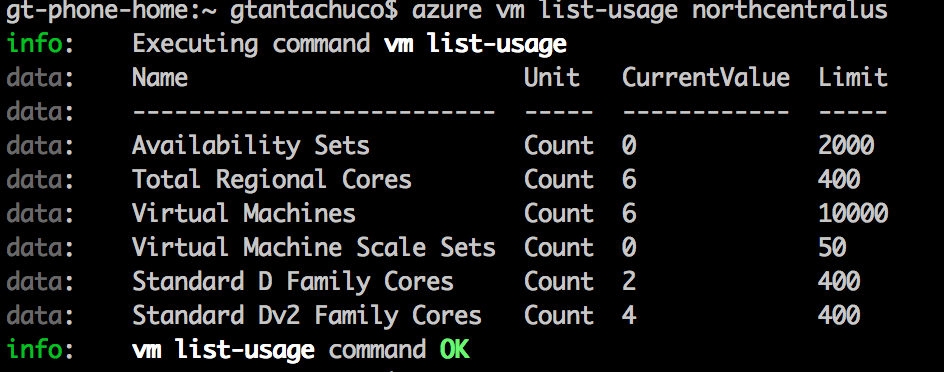 gt-phone-home:~ gtantachuco$ azure vm list-usage northcentralus
info:    Executing command vm list-usage
data:    Name                        Unit   CurrentValue  Limit
data:    --------------------------  -----  ------------  -----
data:    Availability Sets           Count  0             2000
data:    Total Regional Cores        Count  6             400
data:    Virtual Machines            Count  6             10000
data:    Virtual Machine Scale Sets  Count  0             50
data:    Standard D Family Cores     Count  2             400
data:    Standard Dv2 Family Cores   Count  4             400
info:    vm list-usage command OK